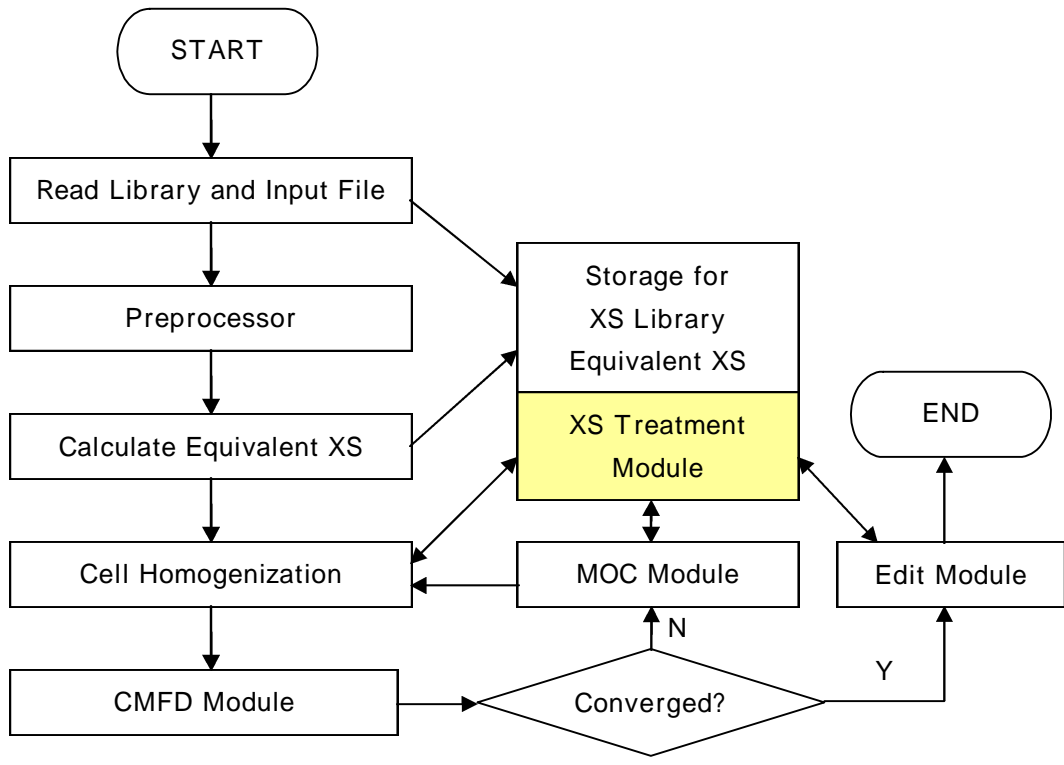 START
Read Library and Input File
Preprocessor
Calculate Equivalent XS
Cell Homogenization
CMFD Module
Storage for
XS Library
Equivalent XS
XS Treatment
Module
MOC Module
N
Converged?
Y
Edit Module
END